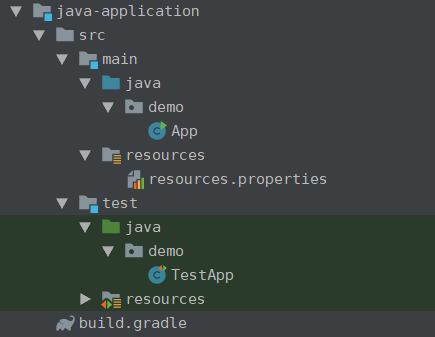 java-application
src
main
java
demo
App
resources
resources.properties
test
java
demo
TestApp
resources
build.gradle